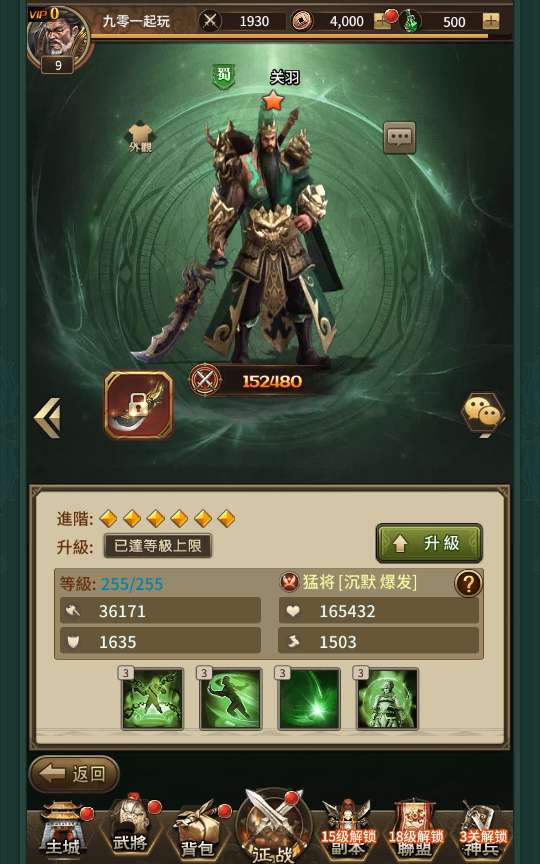 VIP 0
九零一起玩
1930
4,000
500
9
蜀
关羽
外觀
152480
進階:
升級:
已達等級上限
升級
等級: 255/255
猛将 [沉默 爆发]
?
36171
165432
1635
1503
3
3
3
3
返回
15级解锁
18级解锁
3关解锁
主城
武將
背包
征战
副本
聯盟
神兵